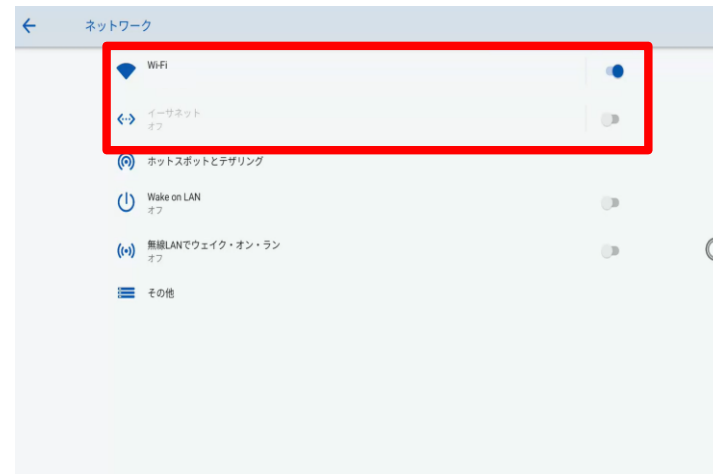 ネットワーク
Wi-Fi
イーサネット
オフ
ホットスポットとテザリング
Wake on LAN
オフ
無線LANでウェイク・オン・ラン
オフ
その他